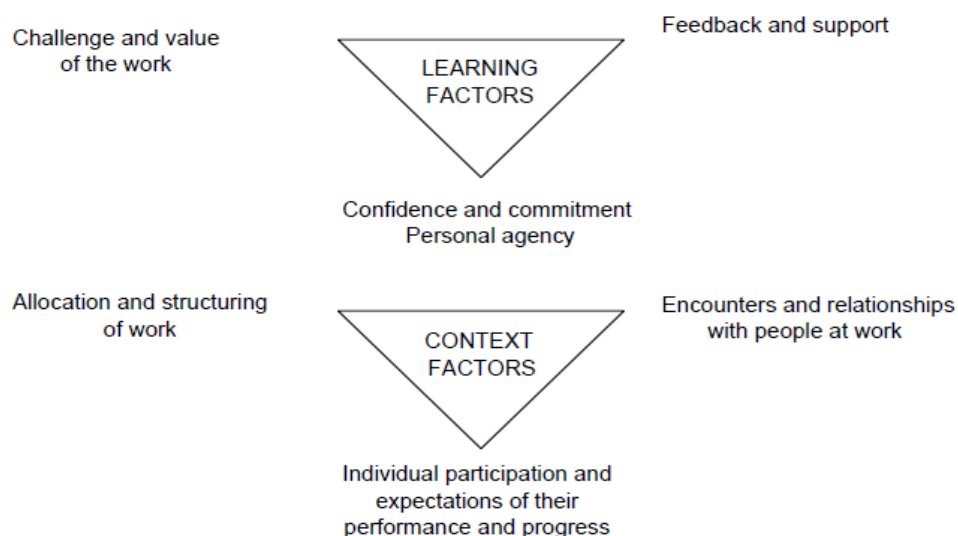 Challenge and value
of the work
Feedback and support
LEARNING
FACTORS
Confidence and commitment
Personal agency
Allocation and structuring
of work
Encounters and relationships
with people at work
CONTEXT
FACTORS
Individual participation and
expectations of their
performance and progress